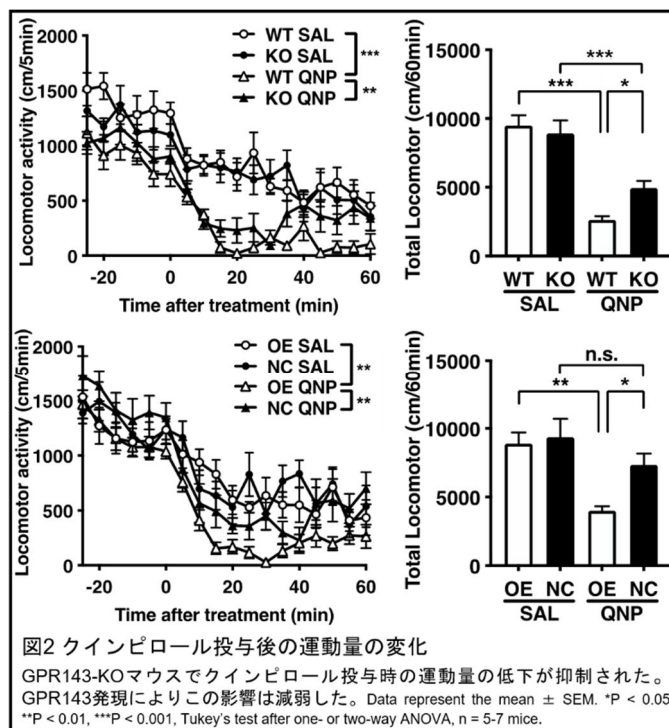 2000
1500
1000
500
0
Locomotor activity (cm/5min)
WT SAL
KO SAL
WT QNP
KO QNP
***
**
-20 0 20 40 60
Time after treatment (min)
15000
10000
5000
0
Total Locomotor (cm/60min)
***
***
*
WT KO WT KO
SAL QNP
2000
1500
1000
500
0
Locomotor activity (cm/5min)
OE SAL
NC SAL
OE QNP
NC QNP
**
**
-20 0 20 40 60
Time after treatment (min)
15000
10000
5000
0
Total Locomotor (cm/60min)
n.s.
**
*
OE NC OE NC
SAL QNP
図2 クインピロール投与後の運動量の変化
GPR143-KOマウスでクインピロール投与時の運動量の低下が抑制された。
GPR143発現によりこの影響は減弱した。Data represent the mean ± SEM. *P < 0.05
**P < 0.01, ***P < 0.001, Tukey's test after one- or two-way ANOVA, n = 5-7 mice.